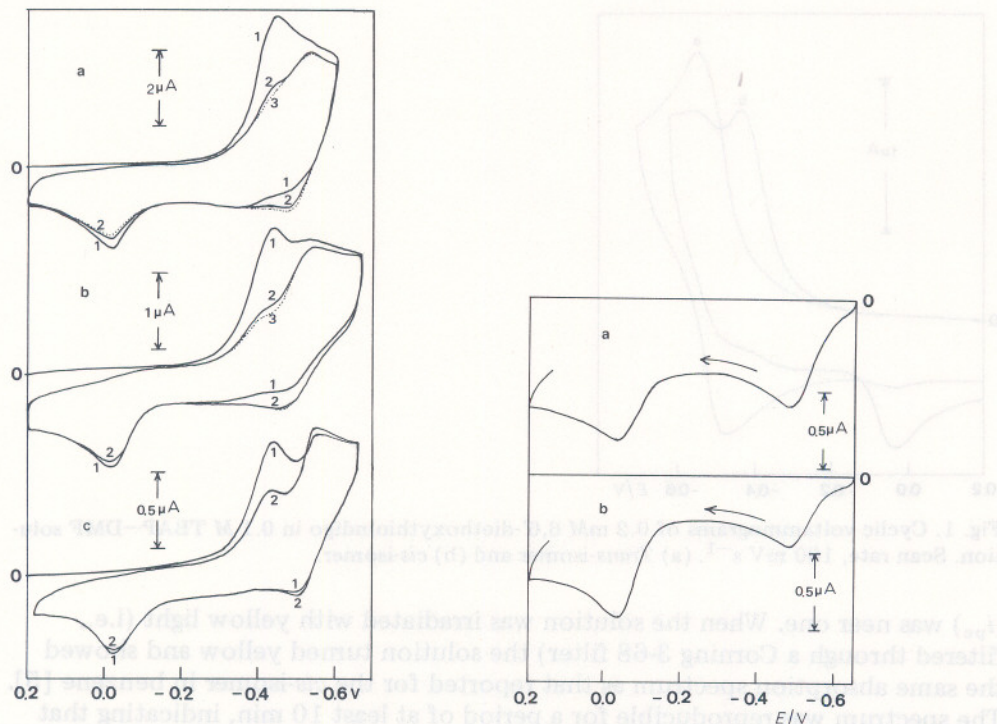 a
2μA
1
2
3
0
1
2
2
1
b
1μA
1
2
3
0
1
2
2
1
c
0.5μA
1
2
0
1
2
2
1
0.2 0.0 0.2 0.4 0.6V
a
0
0.5μA
b
0
0.5μA
0.2 0 0.2 0.4 0.6
E/V
Fig. 1. Cyclic voltammograms of 0.3 mM 6,6'-diethoxythioindigo in TBAP—DMF solu-
tion. Scan rate, mV s⁻¹. (a) Trans-isomer and (b) cis-isomer.
was near one. When the solution was irradiated with yellow light (i.e.,
filtered through a Corning 3-68 filter) the solution turned yellow and showed
the same absorption spectrum as that reported for the cis-isomer in benzene
The spectrum was reproducible for a period of at least 10 min, indicating that